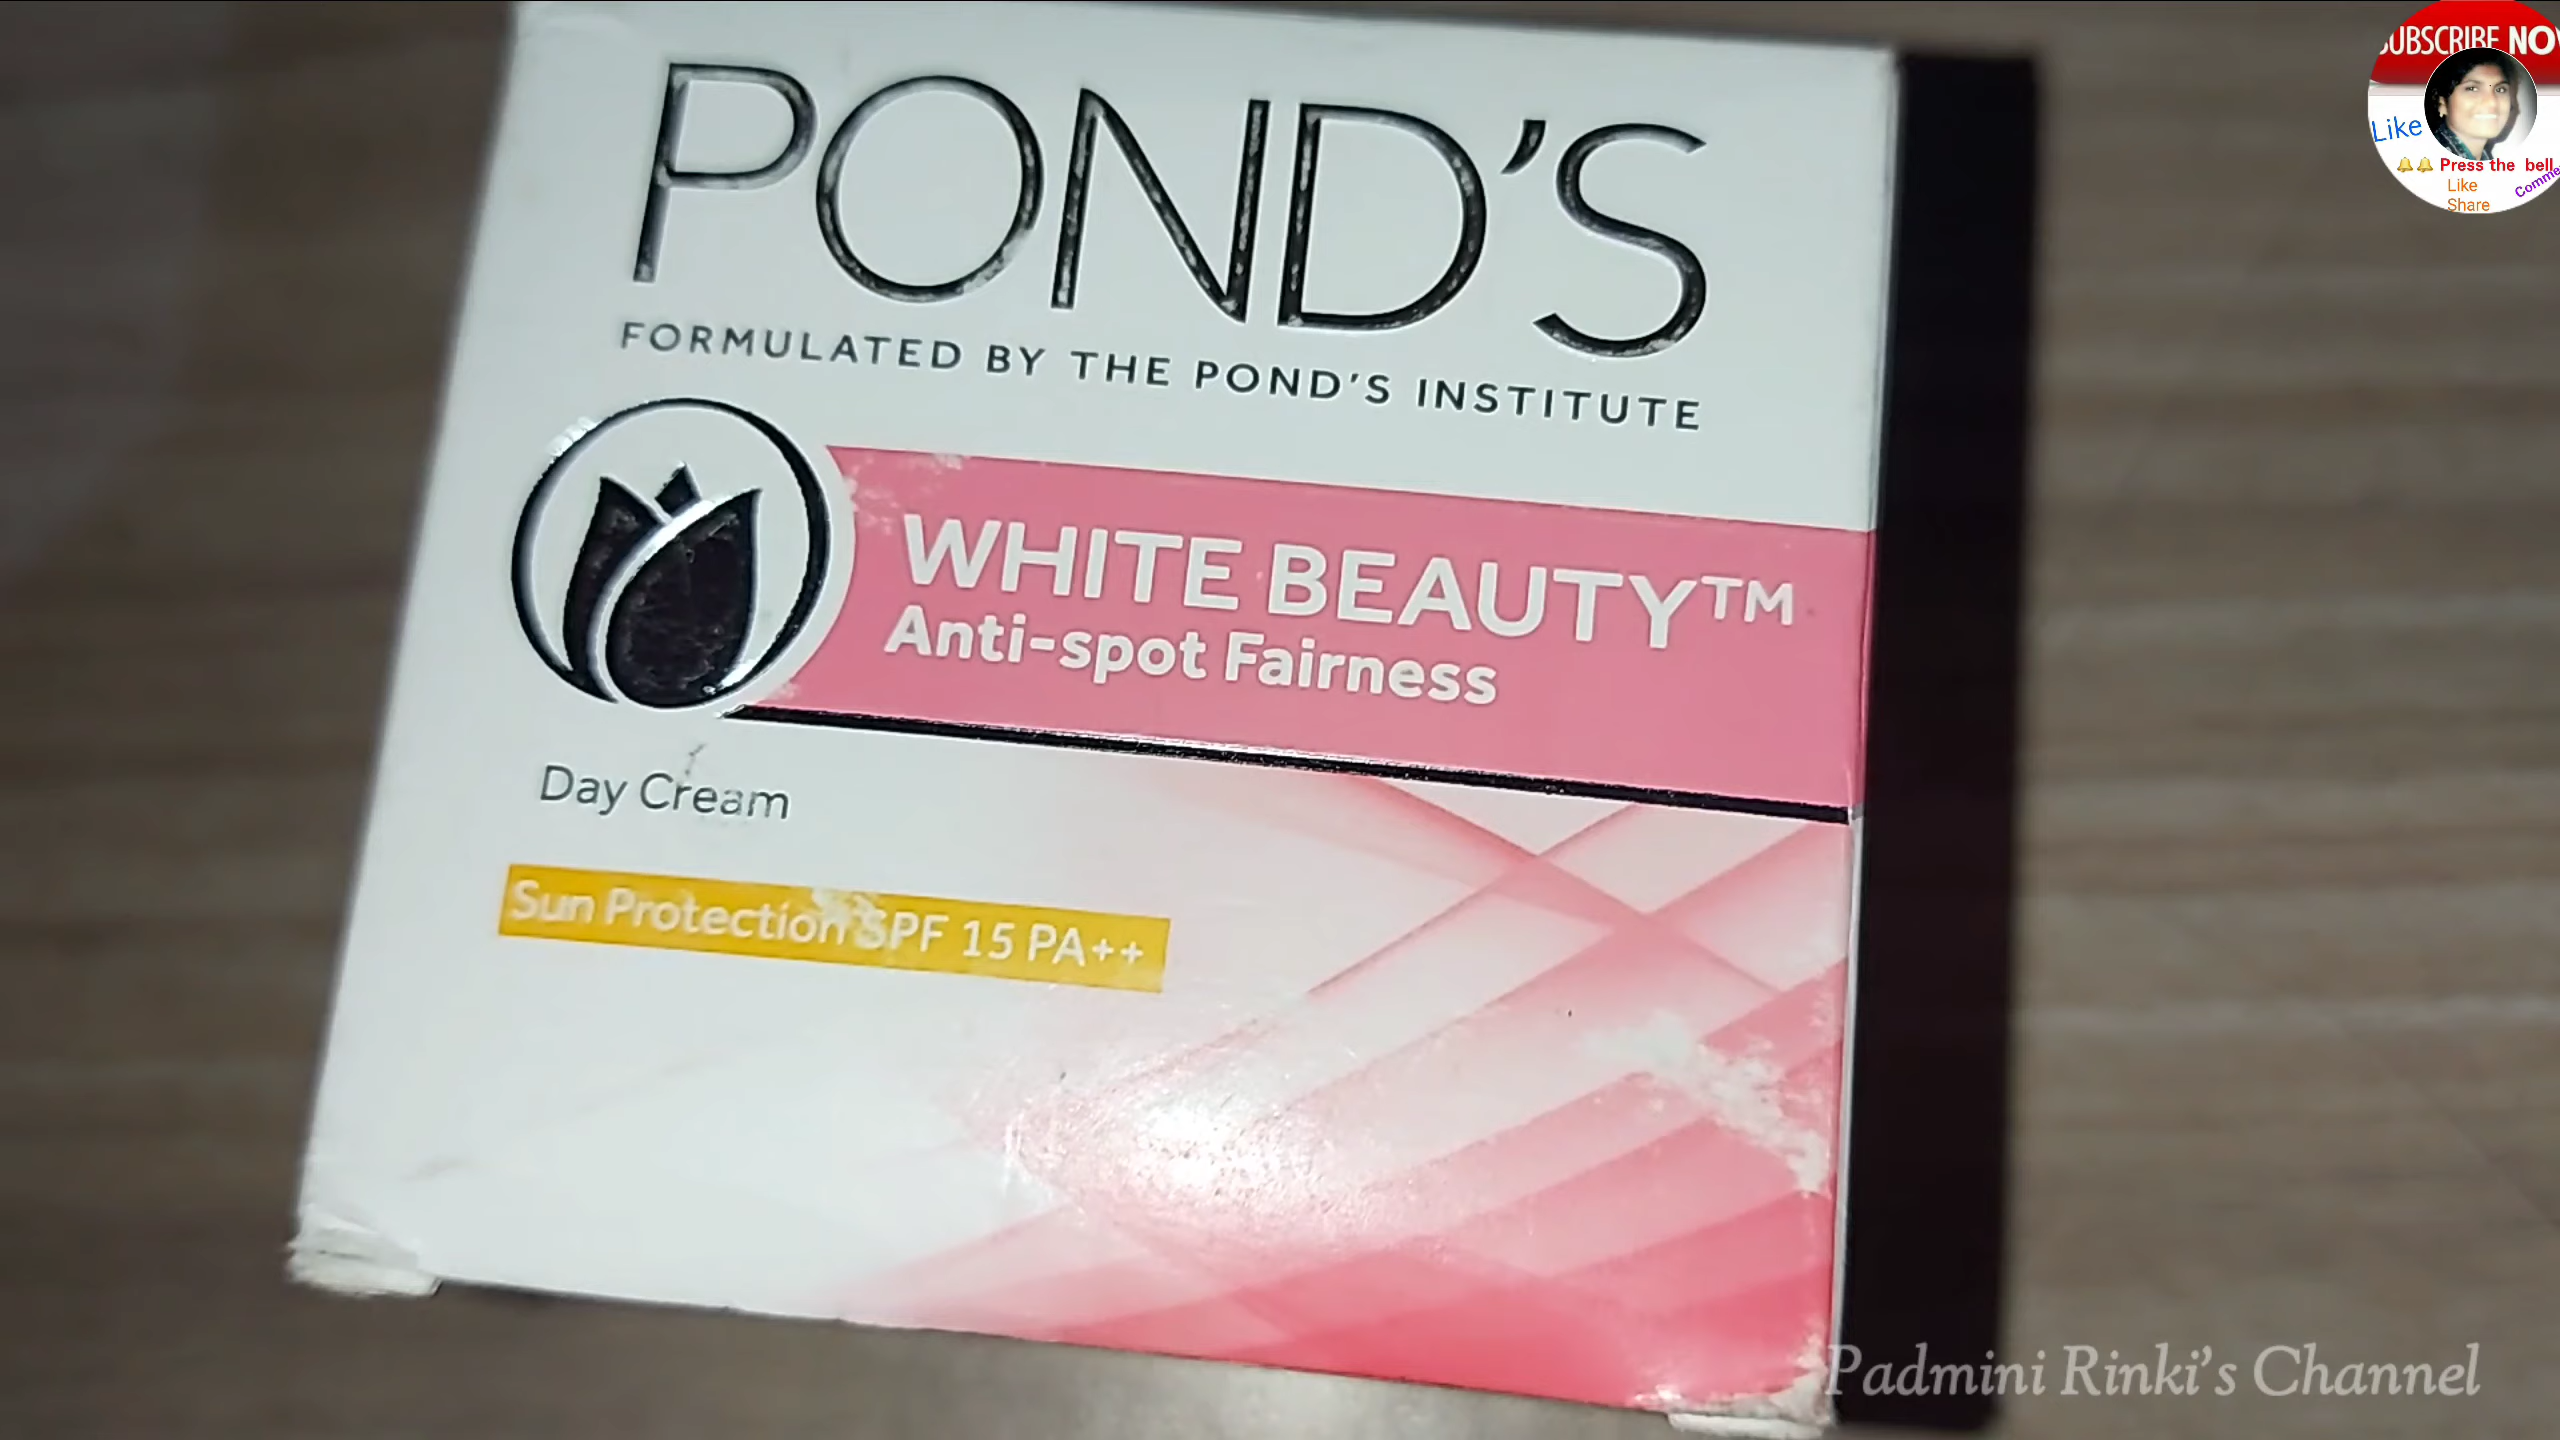 POND'S
FORMULATED BY THE POND'S INSTITUTE
WHITE BEAUTY™
Anti-spot Fairness
Day Cream
Sun Protection SPF 15 PA++
SUBSCRIBE NO
Like
🔔🔔 Press the bell
Like
Share
Comme
Padmini Rinki's Channel